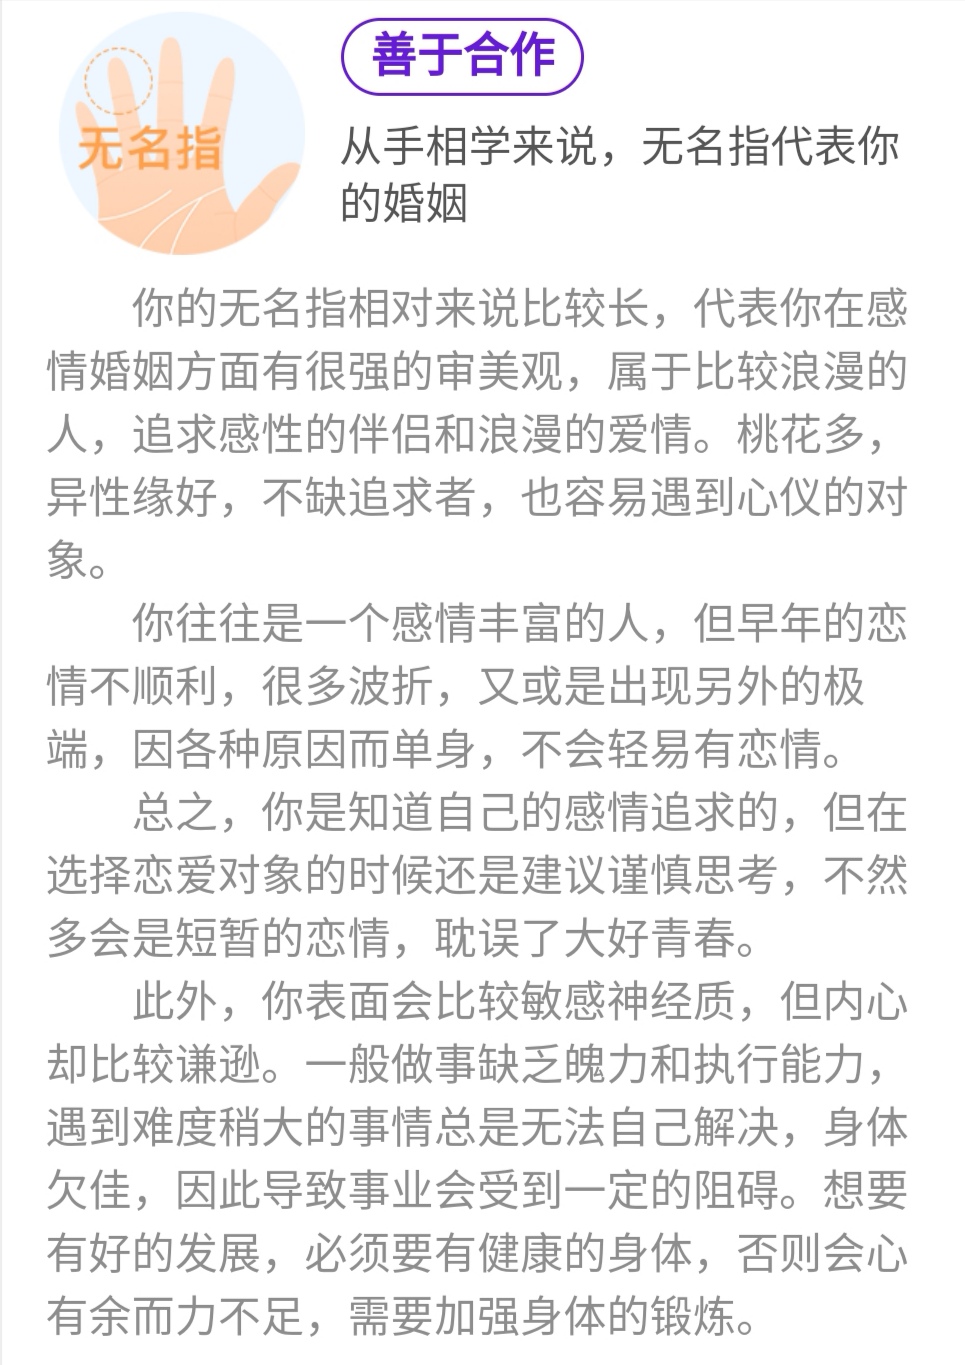 善于合作
无名指
从手相学来说，无名指代表你
的婚姻
你的无名指相对来说比较长，代表你在感
情婚姻方面有很强的审美观，属于比较浪漫的
人，追求感性的伴侣和浪漫的爱情。桃花多，
异性缘好，不缺追求者，也容易遇到心仪的对
象。
你往往是一个感情丰富的人，但早年的恋
情不顺利，很多波折，又或是出现另外的极
端，因各种原因而单身，不会轻易有恋情。
总之，你是知道自己的感情追求的，但在
选择恋爱对象的时候还是建议谨慎思考，不然
多会是短暂的恋情，耽误了大好青春。
此外，你表面会比较敏感神经质，但内心
却比较谦逊。一般做事缺乏魄力和执行能力，
遇到难度稍大的事情总是无法自己解决，身体
欠佳，因此导致事业会受到一定的阻碍。想要
有好的发展，必须要有健康的身体，否则会心
有余而力不足，需要加强身体的锻炼。